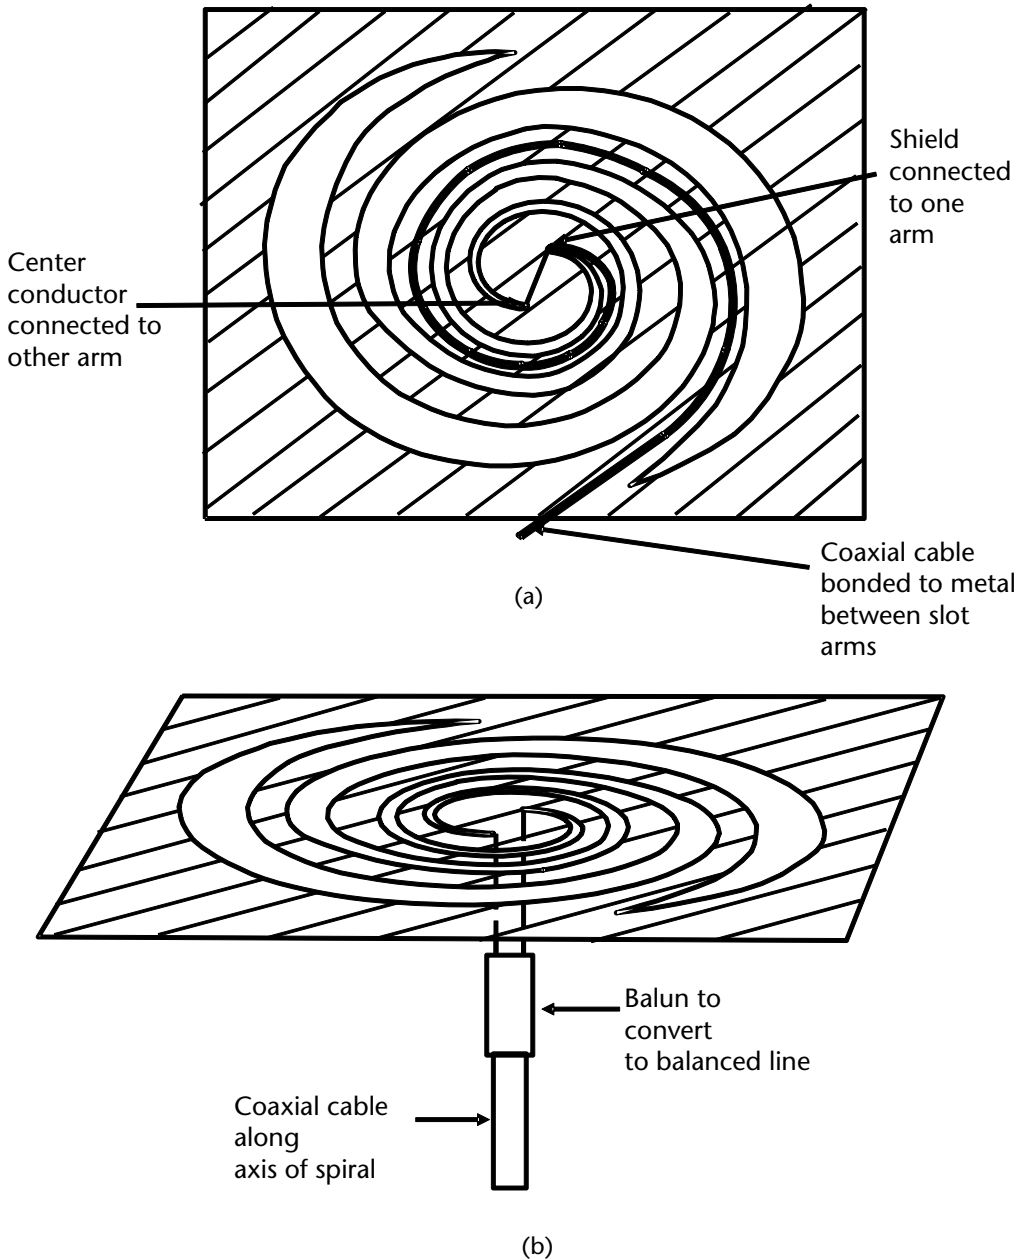 Shield
connected
to one
arm
Center
conductor
connected to
other arm
Coaxial cable
bonded to metal
between slot
arms
(a)
Balun to
convert
to balanced line
Coaxial cable
along
axis of spiral
(b)